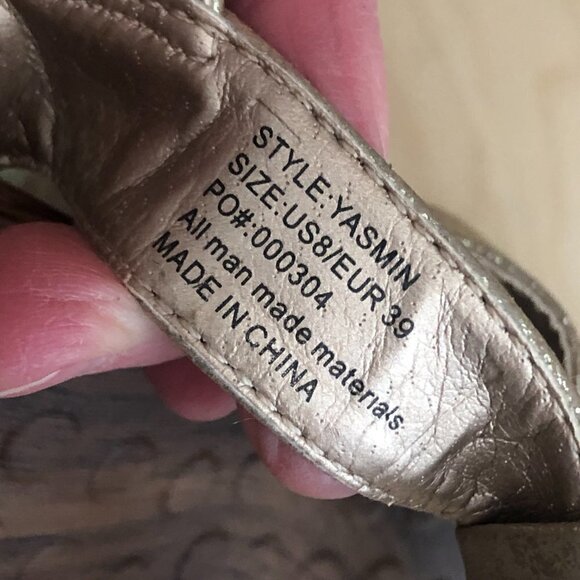 STYLE:YASMIN
SIZE:US8/EUR 39
PO#:000304
All man made materials
MADE IN CHINA